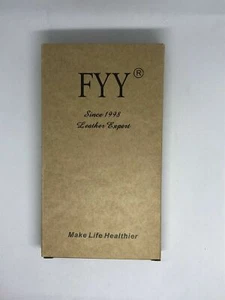 FYY®
Since 1998
Leather Expert
Make Life Healthier